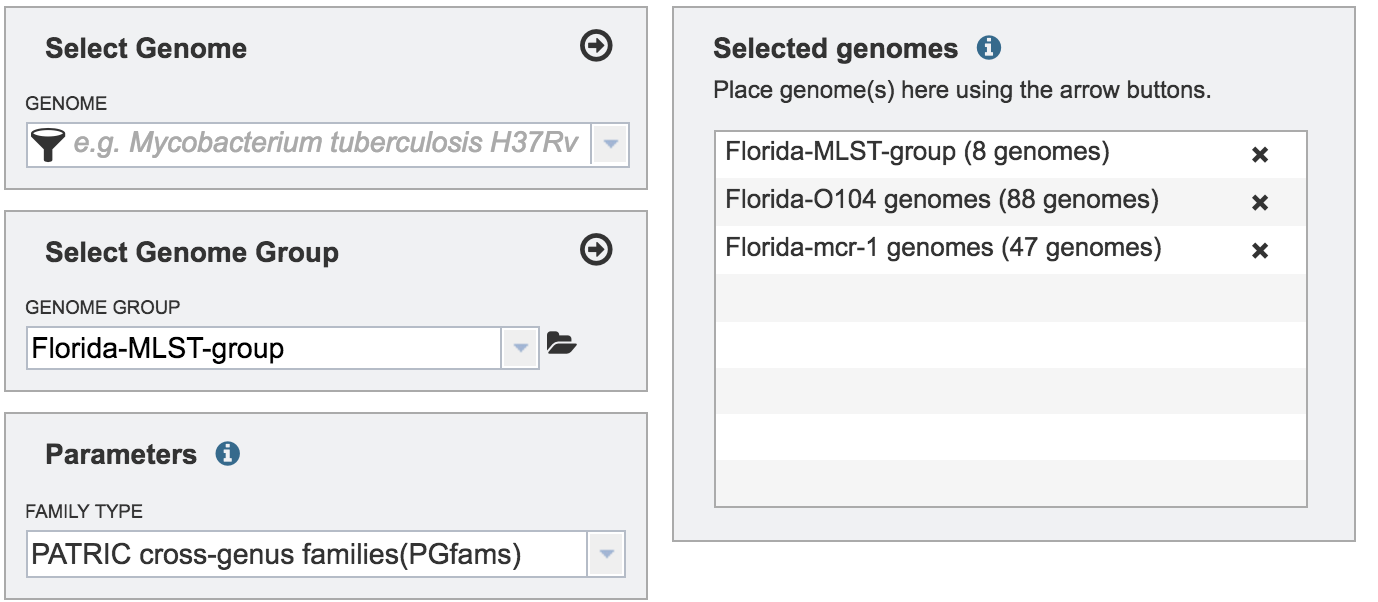 Select Genome
GENOME
e.g. Mycobacterium tuberculosis H37Rv
Select Genome Group
GENOME GROUP
Florida-MLST-group
Parameters
FAMILY TYPE
PATRIC cross-genus families(PGfams)
Selected genomes
Place genome(s) here using the arrow buttons.
Florida-MLST-group (8 genomes)
Florida-O104 genomes (88 genomes)
Florida-mcr-1 genomes (47 genomes)